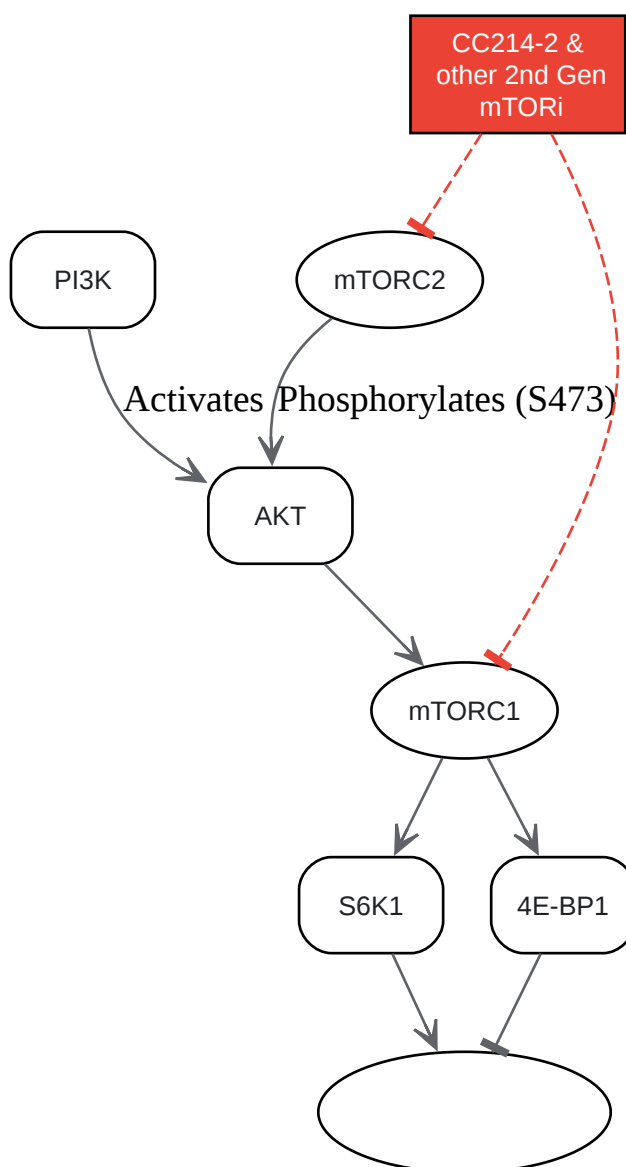 CC214-2 &
other 2nd Gen
mTORi
PI3K
mTORC2
Activates
Phosphorylates (S473)
AKT
mTORC1
S6K1
4E-BP1